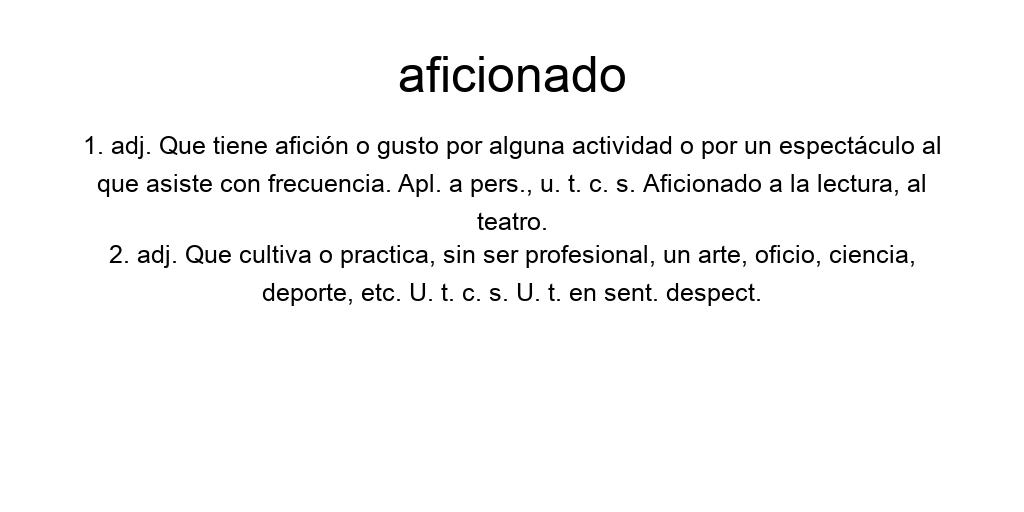 aficionado
1. adj. Que tiene afición o gusto por alguna actividad o por un espectáculo al
que asiste con frecuencia. Apl. a pers., u. t. c. s. Aficionado a la lectura, al
teatro.
2. adj. Que cultiva o practica, sin ser profesional, un arte, oficio, ciencia,
deporte, etc. U. t. c. s. U. t. en sent. despect.